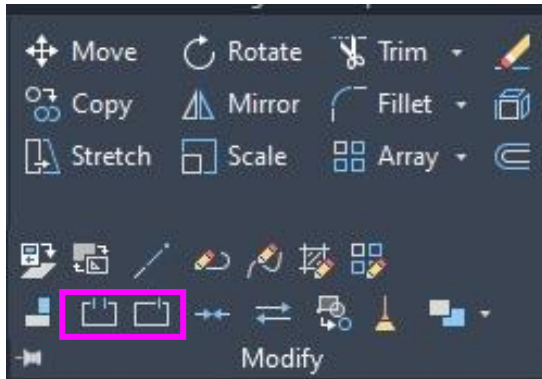 Move Rotate Trim
Copy Mirror Fillet
Stretch Scale Array
Modify